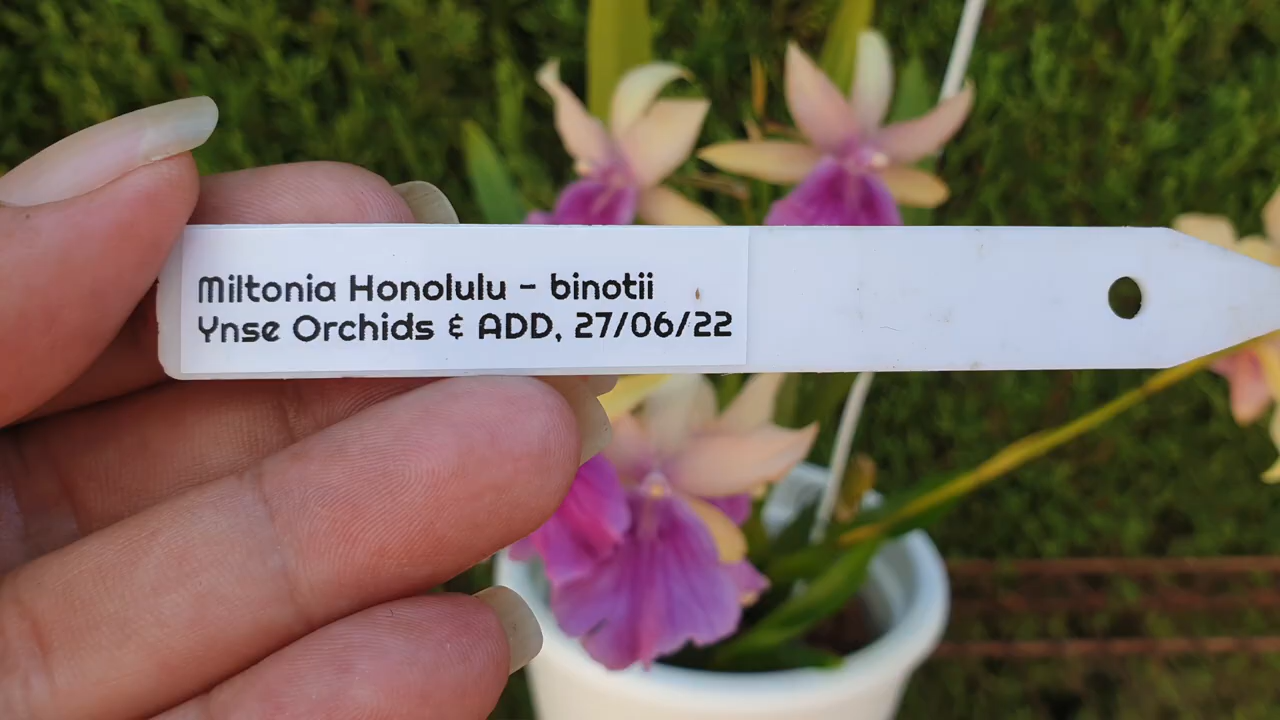 Miltonia Honolulu - binotii
Ynse Orchids & ADD, 27/06/22